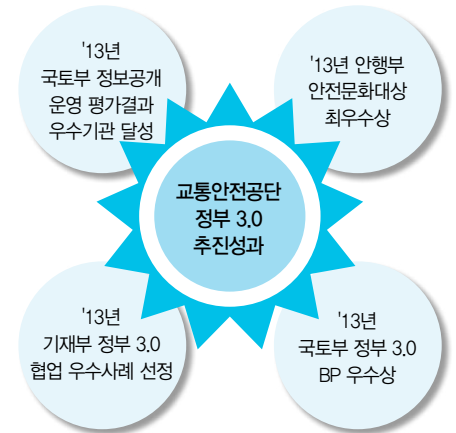 '13년
국토부 정보공개
운영 평가결과
우수기관 달성
'13년 안행부
안전문화대상
최우수상
교통안전공단
정부 3.0
추진성과
'13년
기재부 정부 3.0
협업 우수사례 선정
'13년
국토부 정부 3.0
BP 우수상